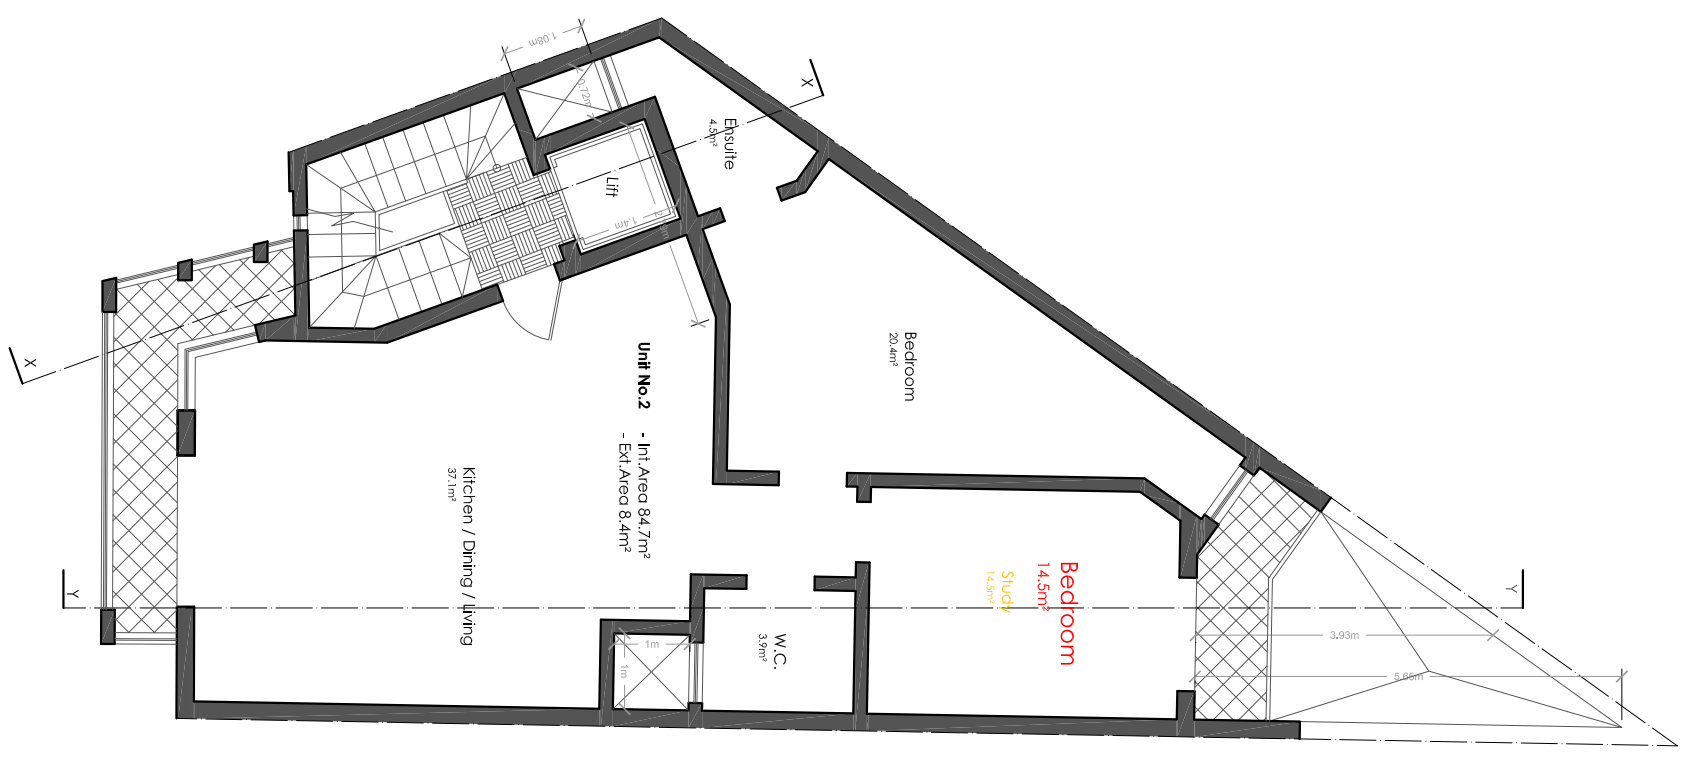 1.08m
0.72m
X
Ensuite
4.5m²
Lift
1.4m
X
Bedroom
20.4m²
Unit No.2
- Int.Area 84.7m²
- Ext.Area 8.4m²
Kitchen / Dining / Living
37.1m²
Bedroom
14.5m²
Study
14.5m²
Y
Y
W.C.
3.9m²
1m
1m
3.93m
5.65m